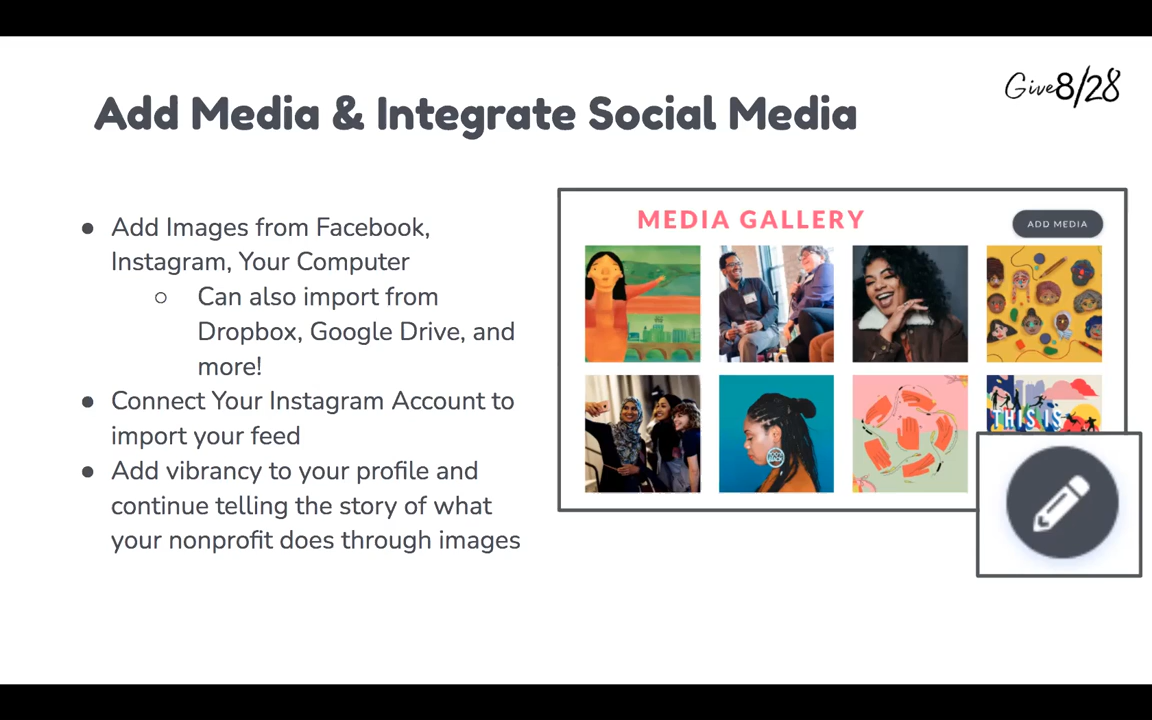 Give8/28
Add Media & Integrate Social Media
● Add Images from Facebook,
Instagram, Your Computer
○ Can also import from
Dropbox, Google Drive, and
more!
● Connect Your Instagram Account to
import your feed
● Add vibrancy to your profile and
continue telling the story of what
your nonprofit does through images
MEDIA GALLERY
ADD MEDIA
THIS IS